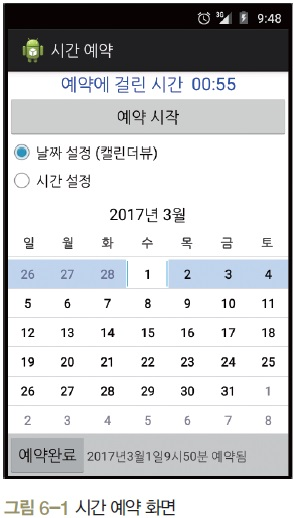 3G 9:48
시간 예약
예약에 걸린 시간 00:55
예약 시작
날짜 설정 (캘린더뷰)
시간 설정
2017년 3월
일 월 화 수 목 금 토
26 27 28 1 2 3 4
5 6 7 8 9 10 11
12 13 14 15 16 17 18
19 20 21 22 23 24 25
26 27 28 29 30 31 1
2 3 4 5 6 7 8
예약완료 2017년3월1일9시50분 예약됨
그림 6-1 시간 예약 화면